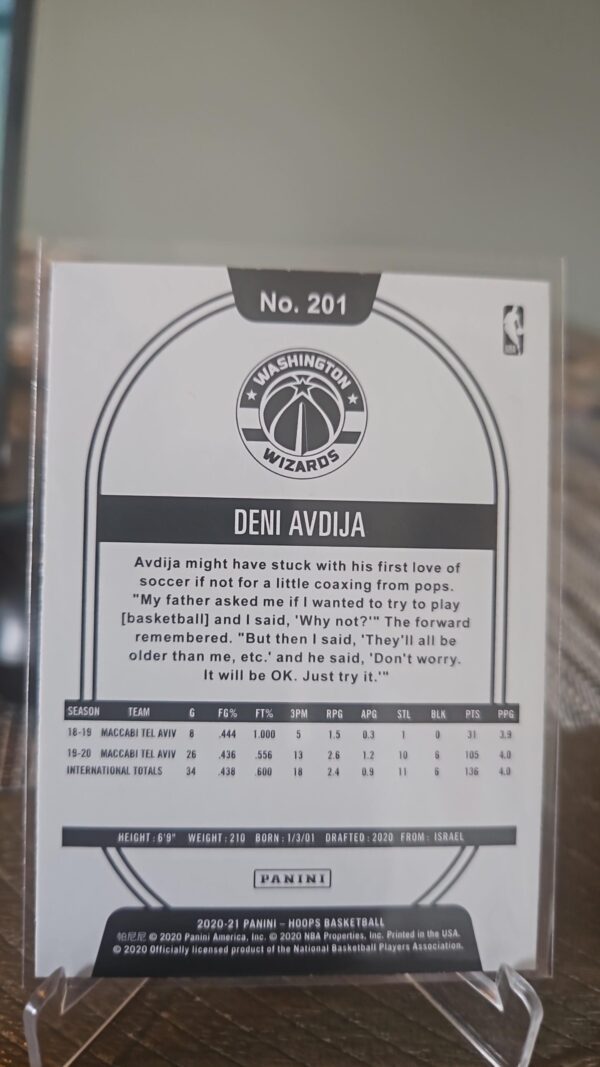 No. 201
WASHINGTON
WIZARDS
DENI AVDIJA
Avdija might have stuck with his first love of
soccer if not for a little coaxing from pops.
"My father asked me if I wanted to try to play
[basketball] and I said, 'Why not?'" The forward
remembered. "But then I said, 'They'll all be
older than me, etc.' and he said, 'Don't worry.
It will be OK. Just try it.'"
SEASON TEAM G FG% FT% 3PM RPG APG STL BLK PTS PPG
18-19 MACCABI TEL AVIV 8 .444 1.000 5 1.5 0.3 1 0 31 3.9
19-20 MACCABI TEL AVIV 26 .436 .556 13 2.6 1.2 10 6 105 4.0
INTERNATIONAL TOTALS 34 .438 .600 18 2.4 0.9 11 6 136 4.0
HEIGHT: 6'9" WEIGHT: 210 BORN: 1/3/01 DRAFTED: 2020 FROM: ISRAEL
PANINI
2020-21 PANINI – HOOPS BASKETBALL
帕尼尼 © 2020 Panini America, Inc. © 2020 NBA Properties, Inc. Printed in the USA.
© 2020 Officially licensed product of the National Basketball Players Association.